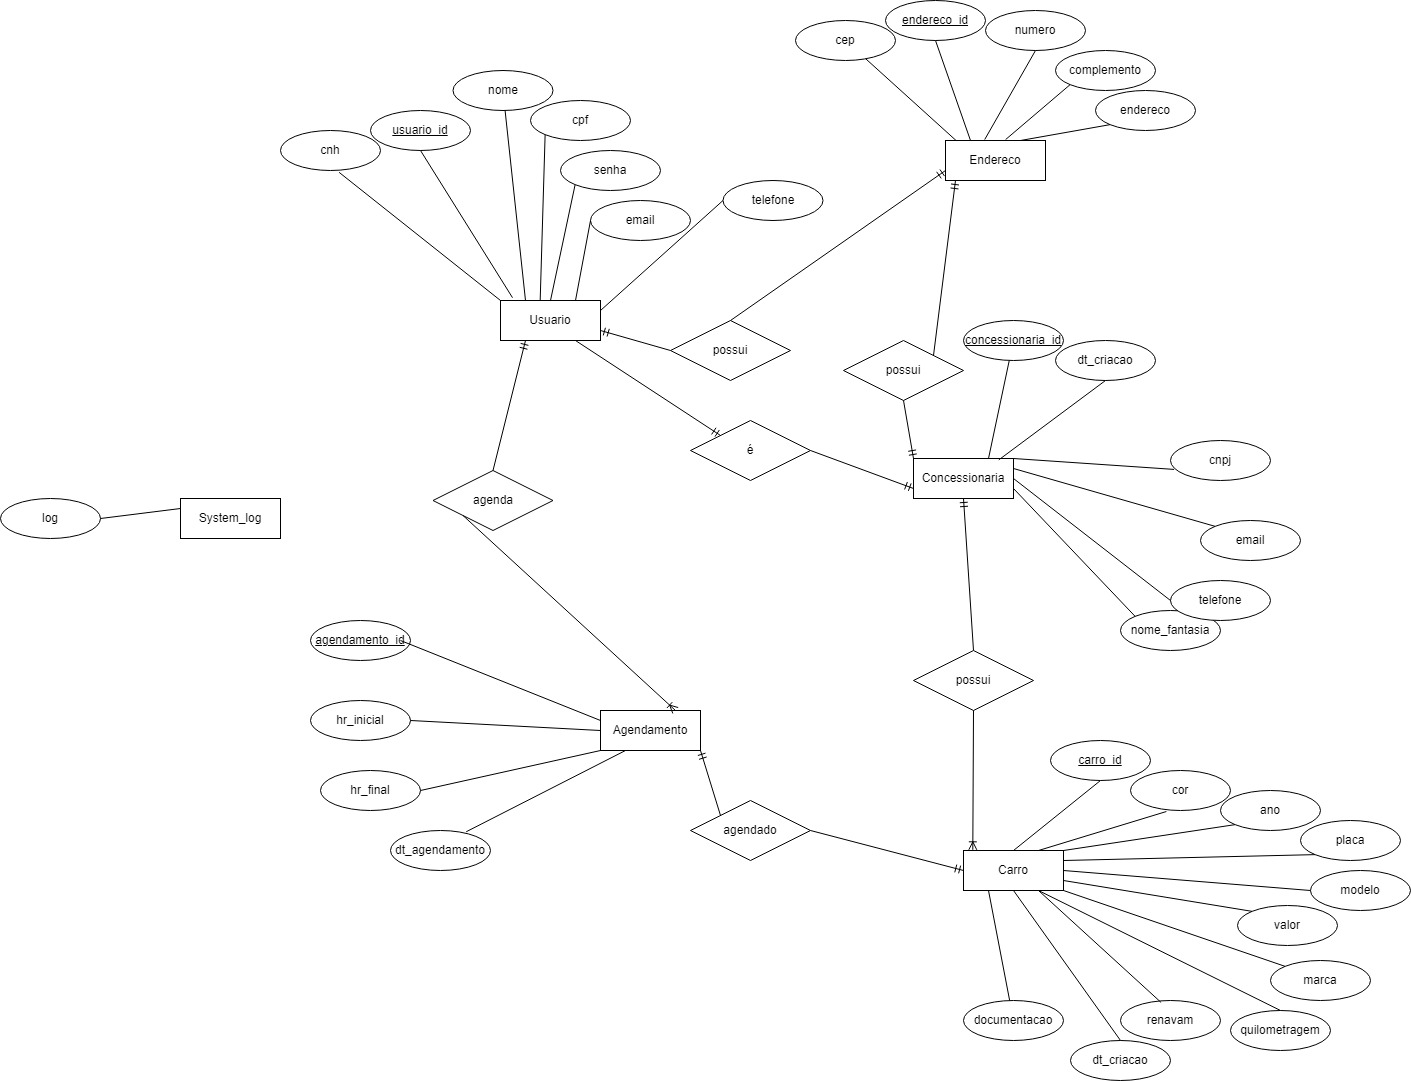 endereco_id
numero
cep
complemento
nome
endereco
cpf
usuario_id
cnh
Endereco
senha
telefone
email
Usuario
concessionaria_id
possui
dt_criacao
possui
é
cnpj
Concessionaria
agenda
log
System_log
email
telefone
nome_fantasia
agendamento_id
possui
hr_inicial
Agendamento
carro_id
hr_final
cor
ano
agendado
placa
dt_agendamento
Carro
modelo
valor
marca
documentacao
renavam
quilometragem
dt_criacao